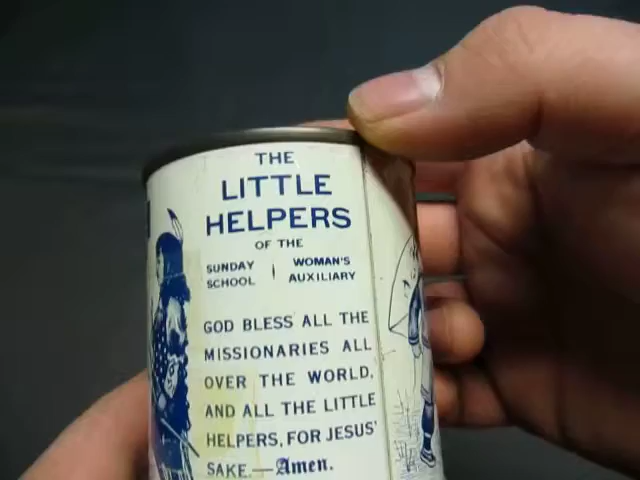 THE
LITTLE
HELPERS
OF THE
SUNDAY SCHOOL | WOMAN'S AUXILIARY
GOD BLESS ALL THE
MISSIONARIES ALL
OVER THE WORLD,
AND ALL THE LITTLE
HELPERS, FOR JESUS'
SAKE.—Amen.